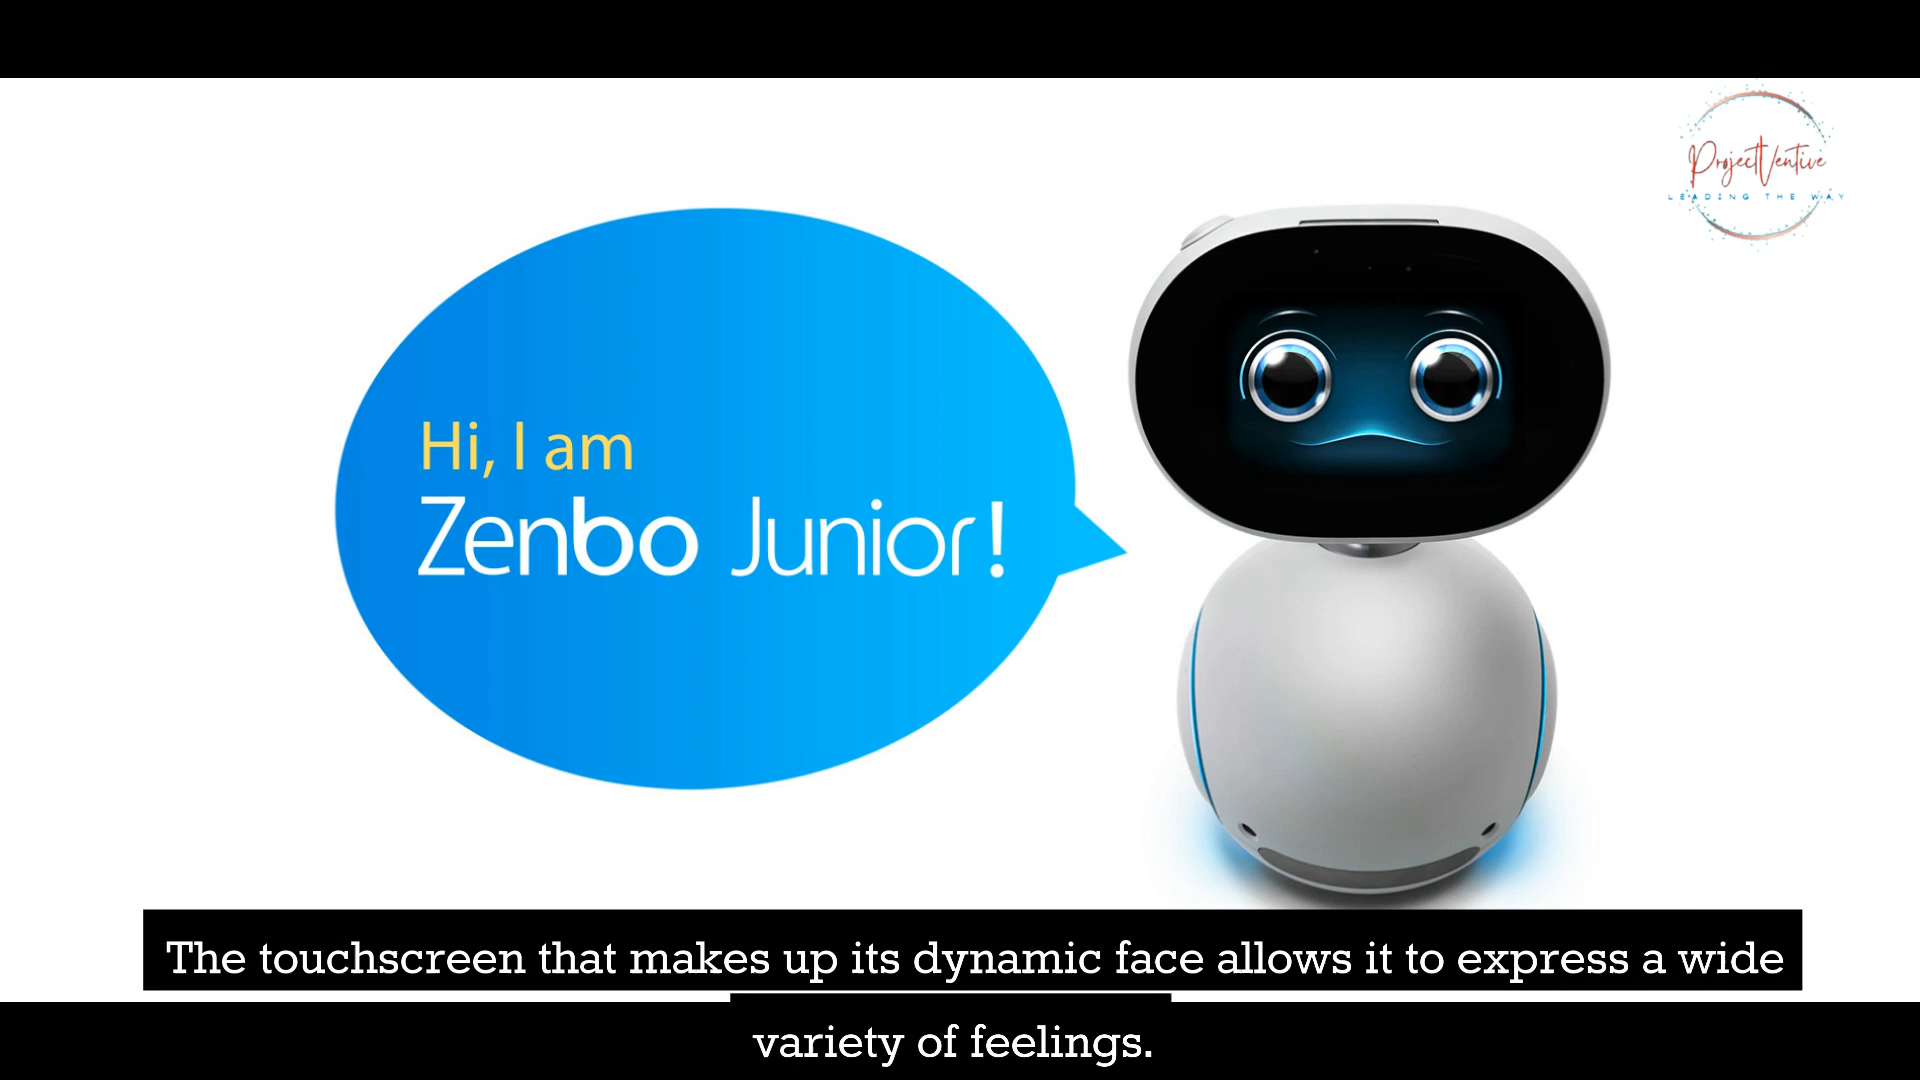 ProjectVentive
LEADING THE WAY
Hi, I am
Zenbo Junior!
The touchscreen that makes up its dynamic face allows it to express a wide
variety of feelings.